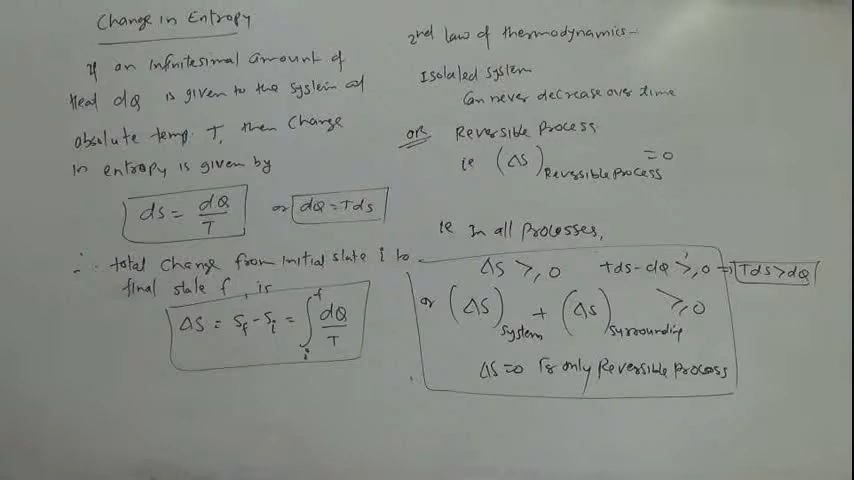 Change in Entropy
If an infinitesimal amount of
Heat dQ is given to the system at
absolute temp. T, then change
in entropy is given by
ds = dQ/T or dQ = Tds
∴ total change from initial state i to
final state f, is
ΔS = Sf - Si = ∫ᵢᶠ dQ/T
2nd law of thermodynamics -
Isolated system
Can never decrease over time
OR Reversible Process
ie (ΔS)Reversible Process = 0
ie In all processes,
ΔS ≥ 0 Tds - dQ ≥ 0 ⇒ Tds > dQ
or (ΔS)system + (ΔS)surrounding ≥ 0
ΔS = 0 is only Reversible Process